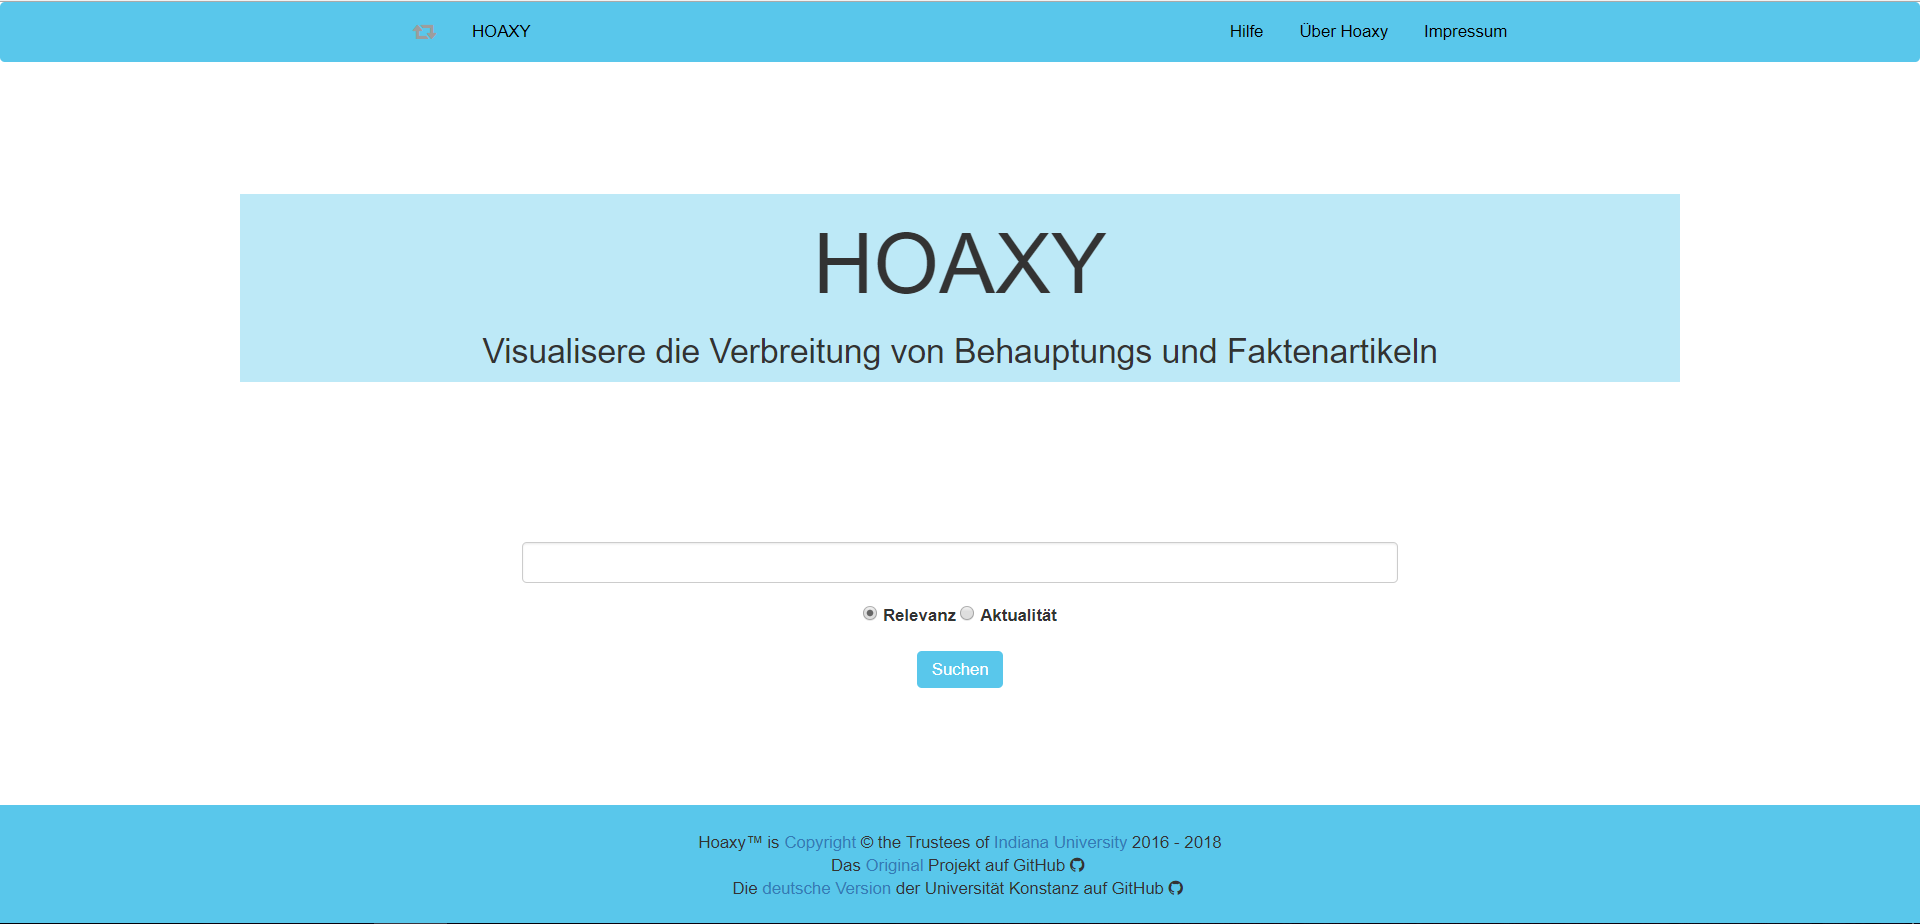 HOAXY Hilfe Über Hoaxy Impressum
HOAXY
Visualisere die Verbreitung von Behauptungs und Faktenartikeln
Relevanz Aktualität
Suchen
Hoaxy™ is Copyright © the Trustees of Indiana University 2016 - 2018
Das Original Projekt auf GitHub
Die deutsche Version der Universität Konstanz auf GitHub